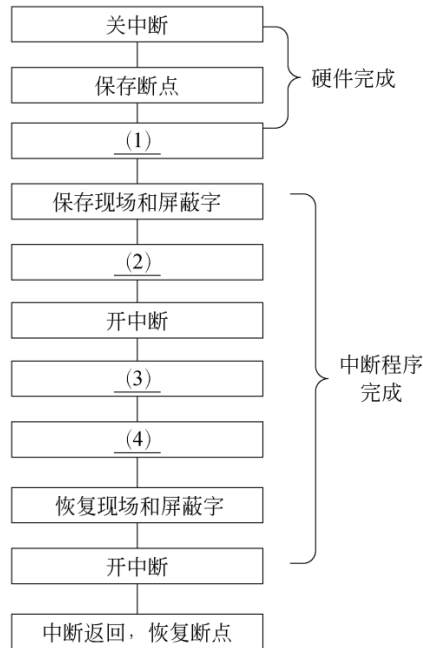 关中断
保存断点
硬件完成
(1)
保存现场和屏蔽字
(2)
开中断
(3)
中断程序
完成
(4)
恢复现场和屏蔽字
开中断
中断返回，恢复断点